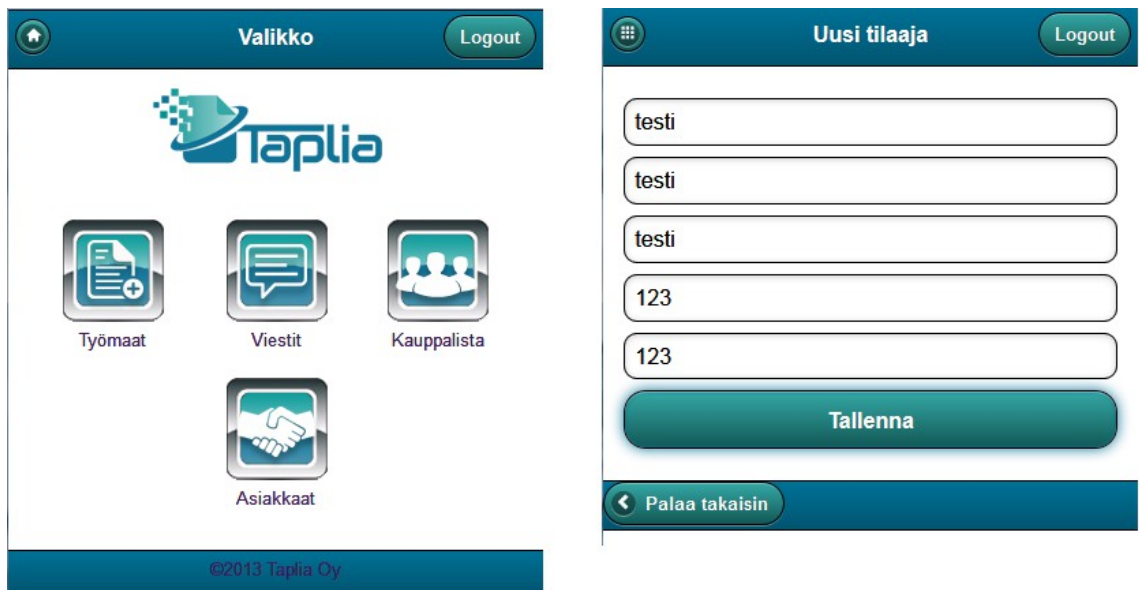 Valikko
Logout
Taplia
Työmaat
Viestit
Kauppalista
Asiakkaat
©2013 Taplia Oy
Uusi tilaaja
Logout
testi
testi
testi
123
123
Tallenna
Palaa takaisin